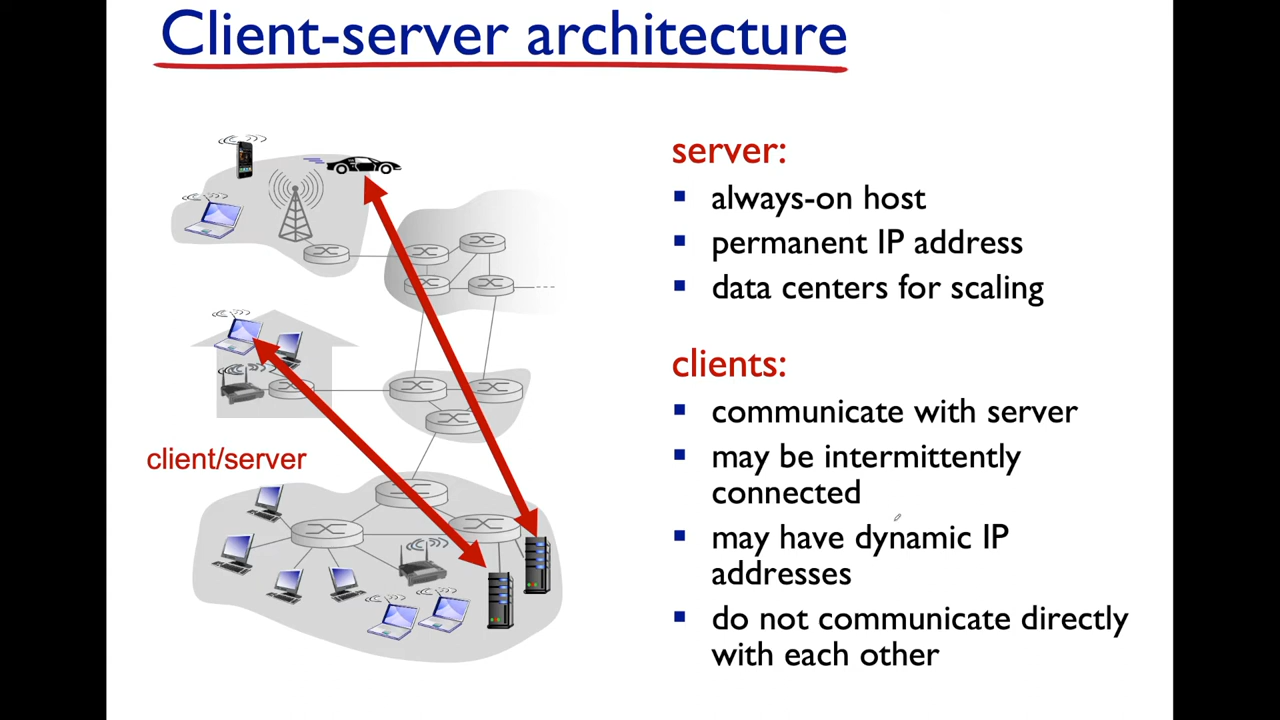 Client-server architecture
server:
▪ always-on host
▪ permanent IP address
▪ data centers for scaling
clients:
▪ communicate with server
▪ may be intermittently
connected
▪ may have dynamic IP
addresses
▪ do not communicate directly
with each other
client/server